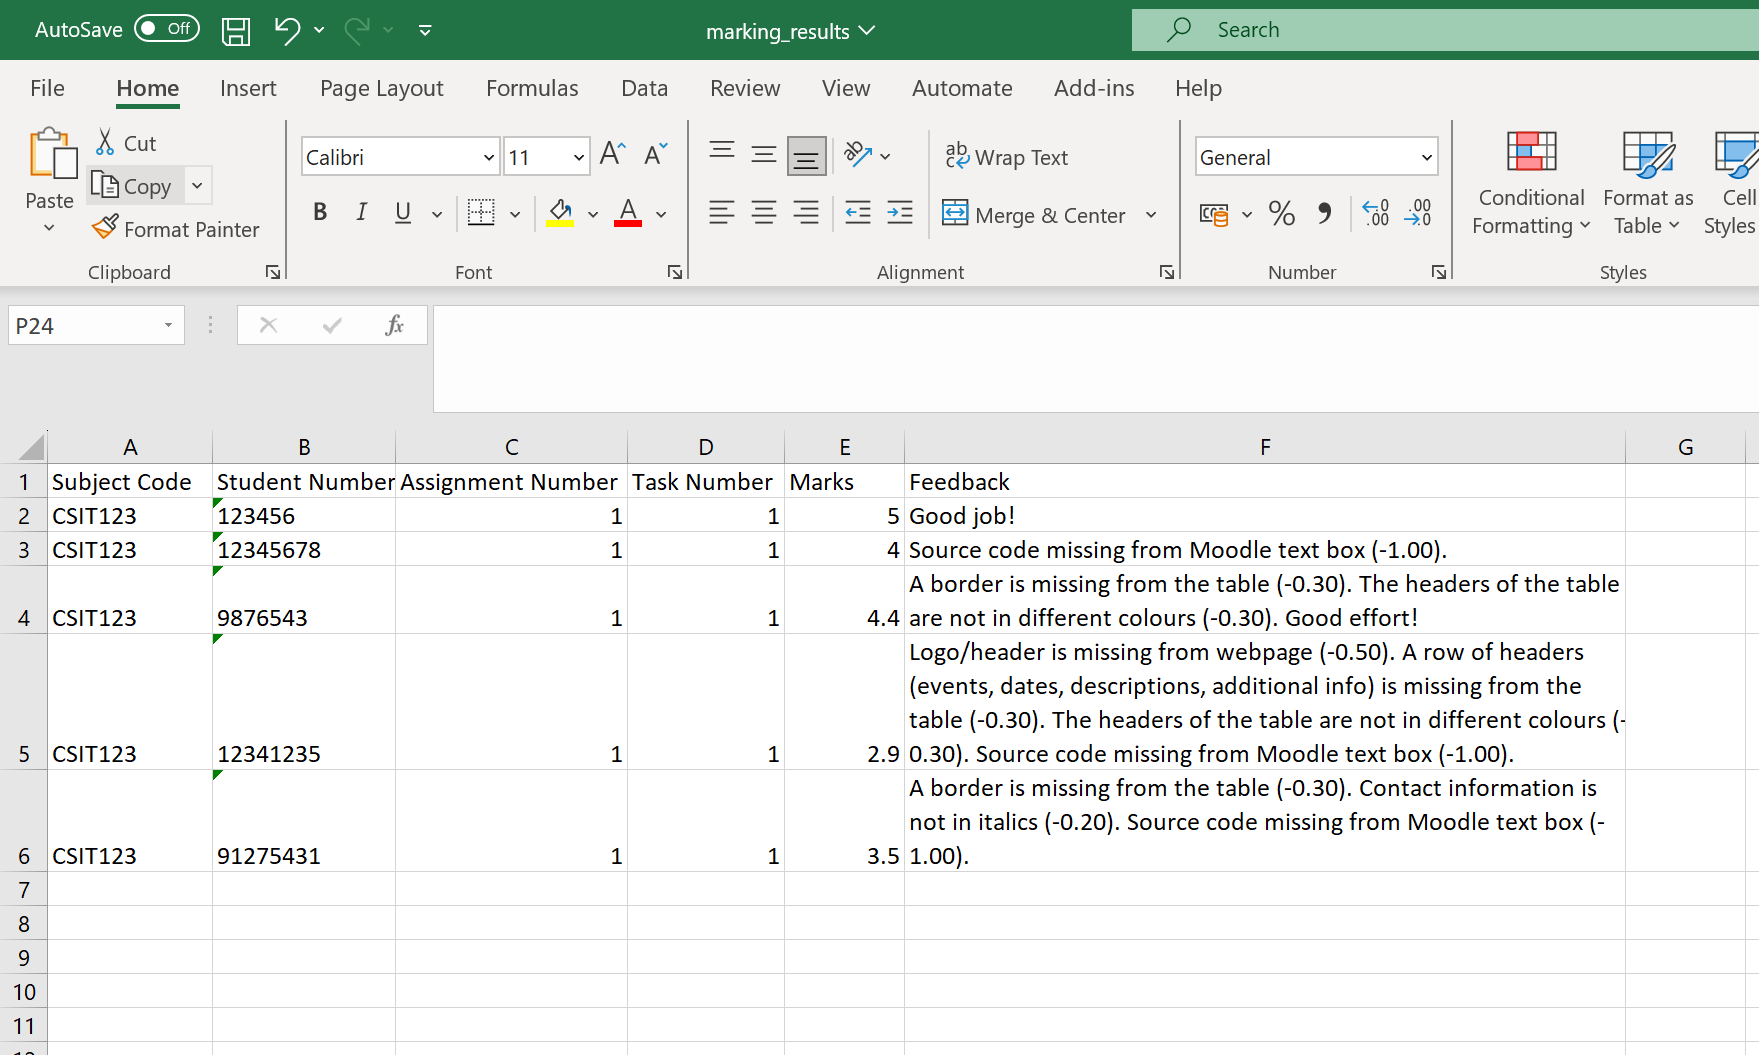 AutoSave Off marking_results Search
File Home Insert Page Layout Formulas Data Review View Automate Add-ins Help
Paste Cut Copy Format Painter
Clipboard
Calibri 11
A A
B I U A
Font
ab Wrap Text
Merge & Center
Alignment
General
% , .00 .00
Number
Conditional Formatting
Format as Table
Cell Styles
Styles
P24 fx
A B C D E F G
1 Subject Code Student Number Assignment Number Task Number Marks Feedback
2 CSIT123 123456 1 1 5 Good job!
3 CSIT123 12345678 1 1 4 Source code missing from Moodle text box (-1.00).
A border is missing from the table (-0.30). The headers of the table
4 CSIT123 9876543 1 1 4.4 are not in different colours (-0.30). Good effort!
Logo/header is missing from webpage (-0.50). A row of headers
(events, dates, descriptions, additional info) is missing from the
table (-0.30). The headers of the table are not in different colours (-
5 CSIT123 12341235 1 1 2.9 0.30). Source code missing from Moodle text box (-1.00).
A border is missing from the table (-0.30). Contact information is
not in italics (-0.20). Source code missing from Moodle text box (-
6 CSIT123 91275431 1 1 3.5 1.00).
7
8
9
10
11